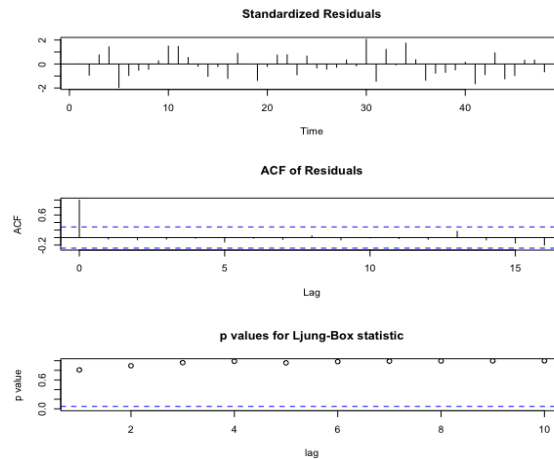 Standardized Residuals
2
0
-2
0
10
20
30
40
Time
ACF of Residuals
ACF
0.6
-0.2
0
5
10
15
Lag
p values for Ljung-Box statistic
p value
0.6
0.0
2
4
6
8
10
lag